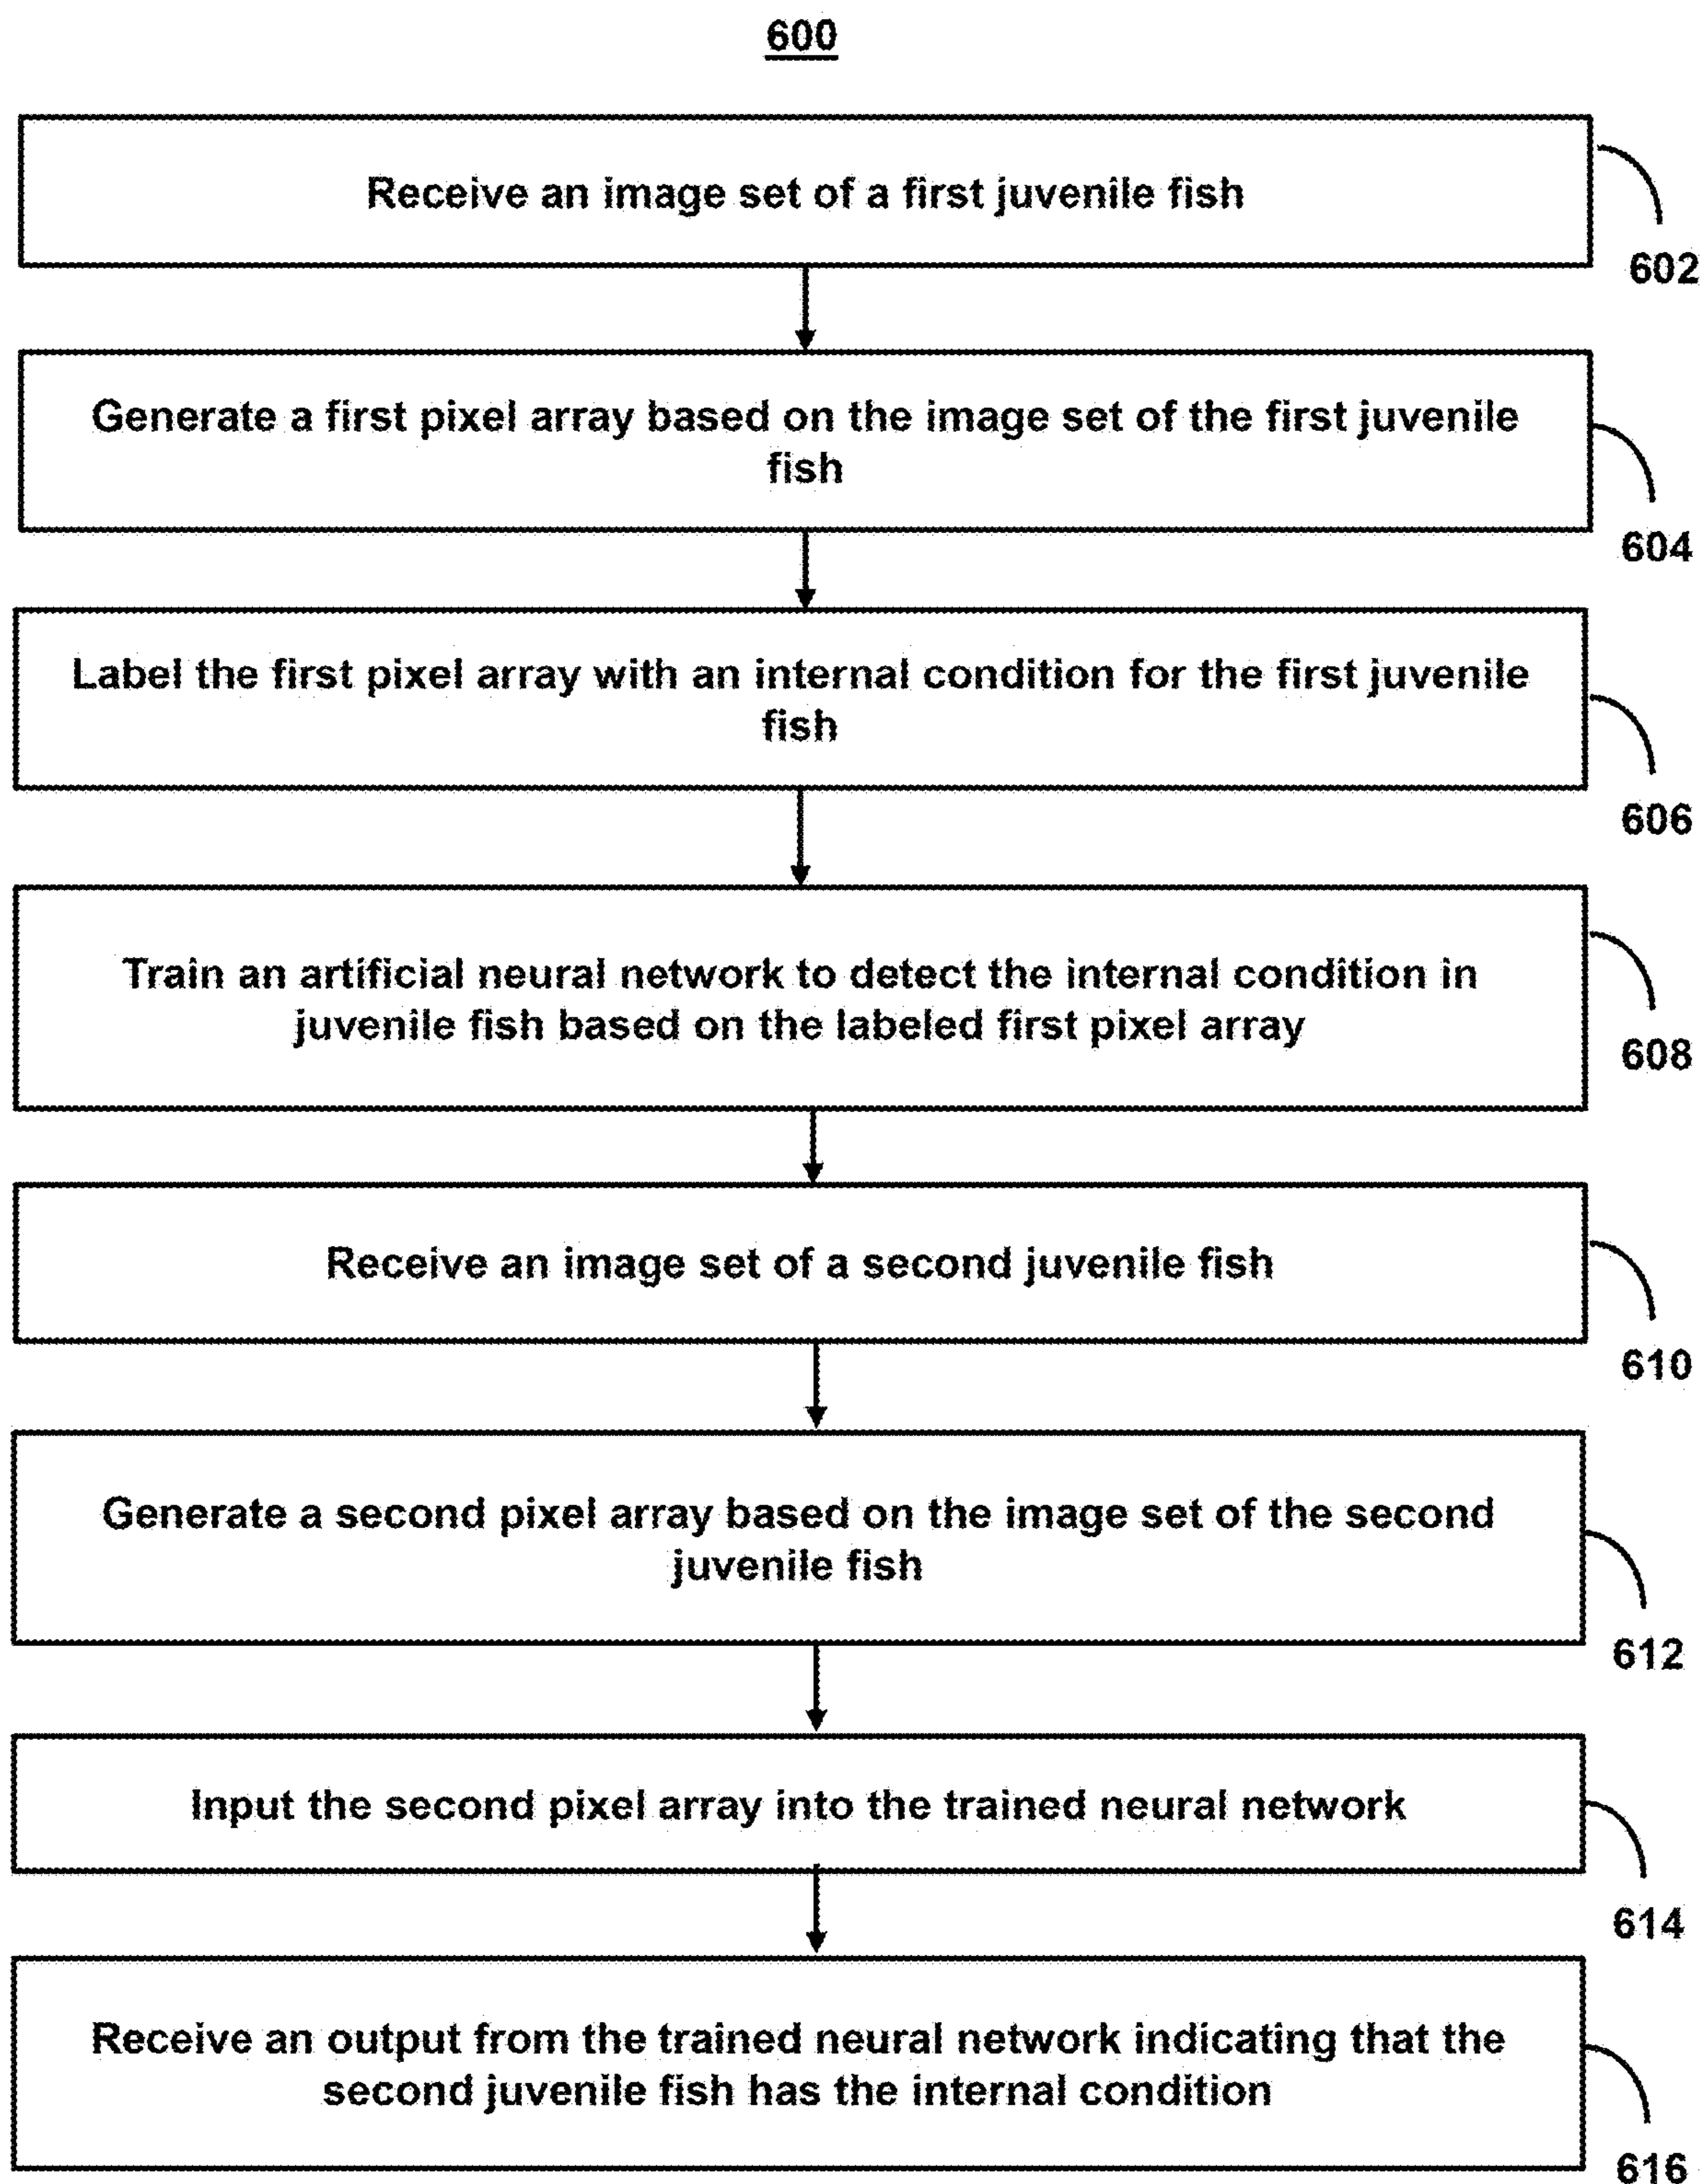 600
Receive an image set of a first juvenile fish
602
Generate a first pixel array based on the image set of the first juvenile
fish
604
Label the first pixel array with an internal condition for the first juvenile
fish
606
Train an artificial neural network to detect the internal condition in
juvenile fish based on the labeled first pixel array
608
Receive an image set of a second juvenile fish
610
Generate a second pixel array based on the image set of the second
juvenile fish
612
Input the second pixel array into the trained neural network
614
Receive an output from the trained neural network indicating that the
second juvenile fish has the internal condition
616